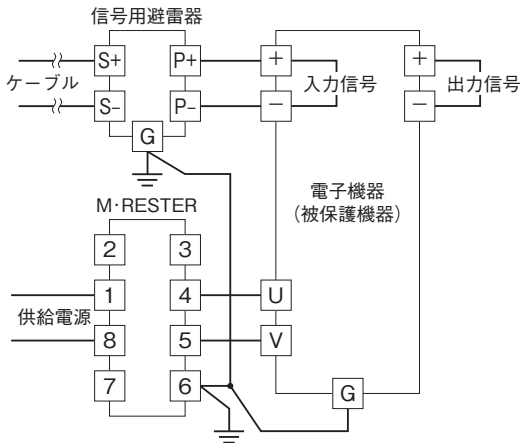 信号用避雷器
S+ P+ + +
ケーブル 入力信号 出力信号
S− P− − −
G
M・RESTER
電子機器
（被保護機器）
2 3
1 4 U
供給電源
8 5 V
7 6 G